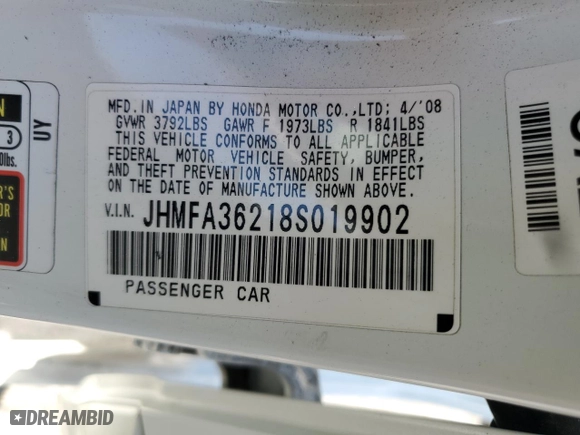 MFD.IN JAPAN BY HONDA MOTOR CO.,LTD; 4/'08
GVWR 3792LBS GAWR F 1973LBS R 1841LBS
THIS VEHICLE CONFORMS TO ALL APPLICABLE
FEDERAL MOTOR VEHICLE SAFETY, BUMPER,
AND THEFT PREVENTION STANDARDS IN EFFECT
ON THE DATE OF MANUFACTURE SHOWN ABOVE.
V.I.N. JHMFA36218S019902
PASSENGER CAR
3
UY
DREAMBID